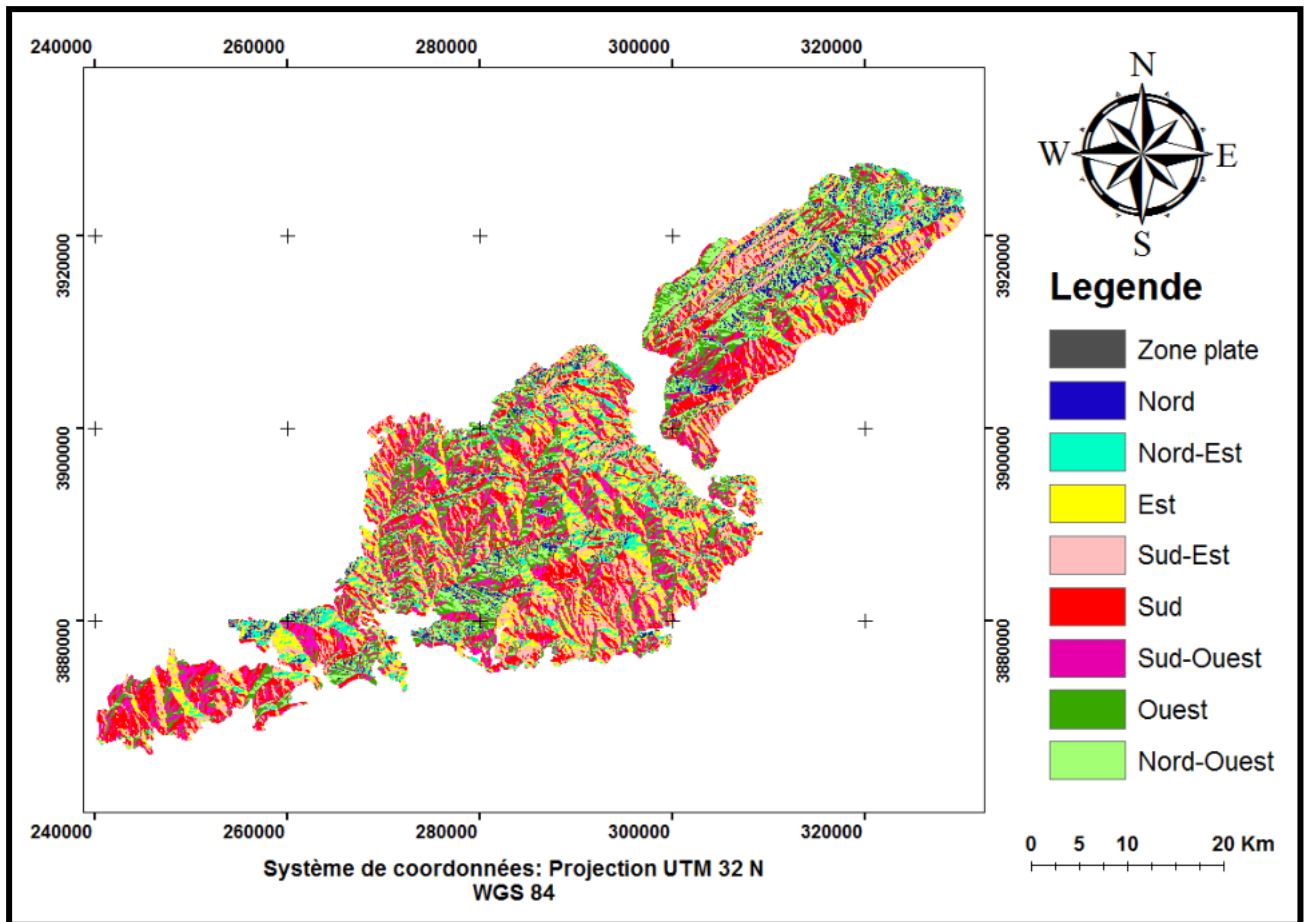 240000 260000 280000 300000 320000
N
W E
S
3920000 3920000
3900000 3900000
3880000 3880000
Legende
Zone plate
Nord
Nord-Est
Est
Sud-Est
Sud
Sud-Ouest
Ouest
Nord-Ouest
240000 260000 280000 300000 320000
0 5 10 20 Km
Système de coordonnées: Projection UTM 32 N
WGS 84